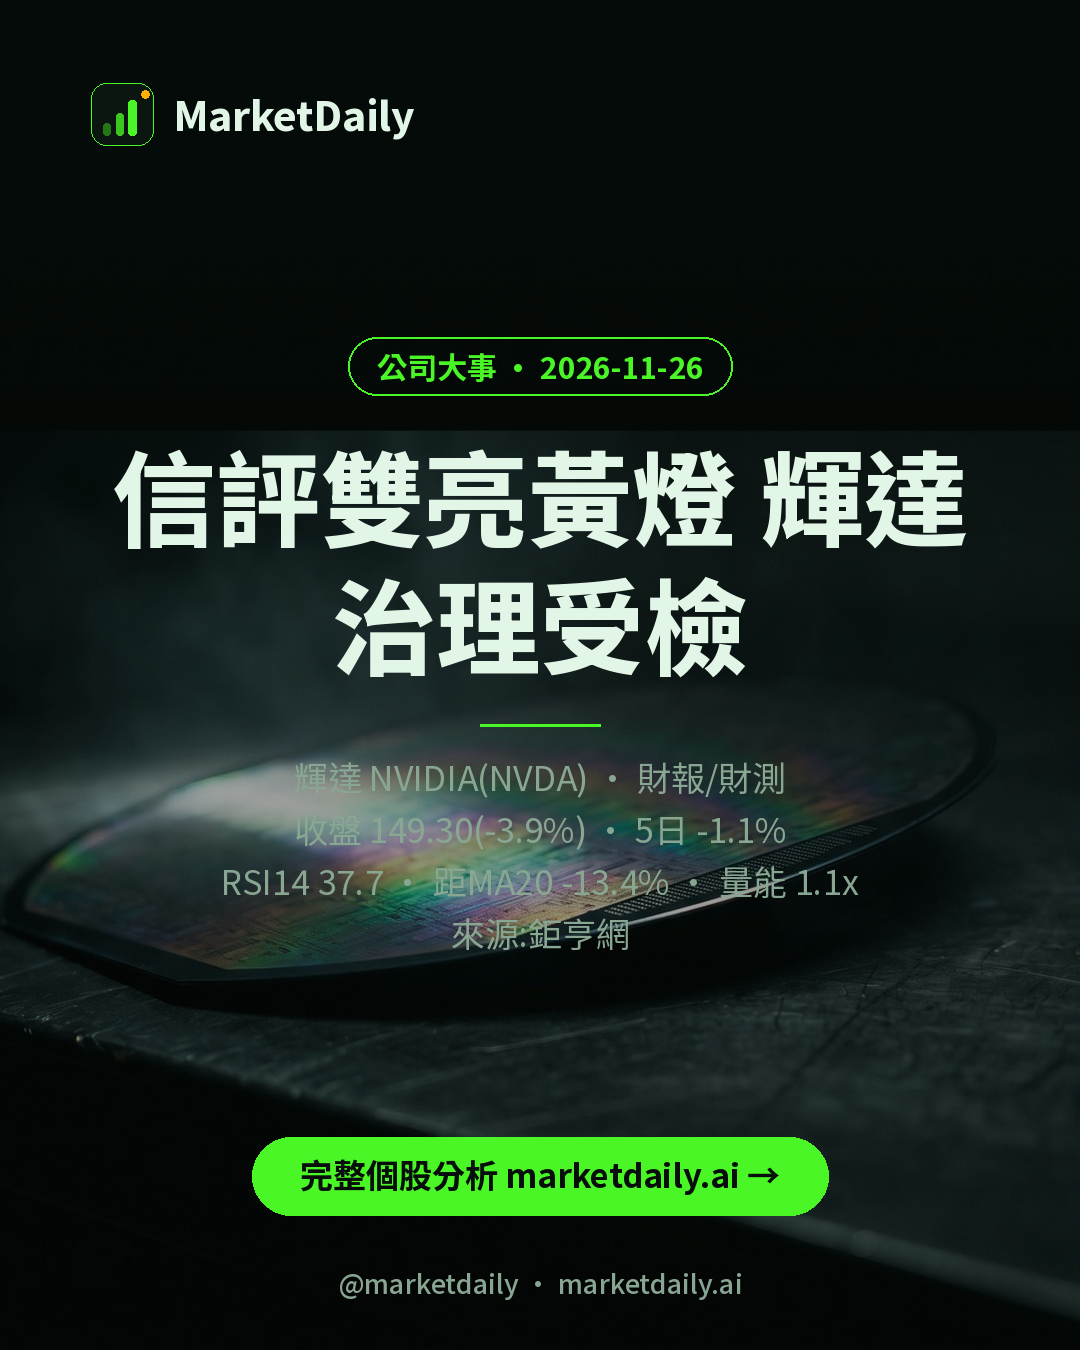 MarketDaily
公司大事 • 2026-11-26
信評雙亮黃燈 輝達
治理受檢
輝達 NVIDIA(NVDA) • 財報/財測
收盤 149.30(-3.9%) • 5日 -1.1%
RSI14 37.7 • 距MA20 -13.4% • 量能 1.1x
來源:鉅亨網
完整個股分析 marketdaily.ai →
@marketdaily • marketdaily.ai